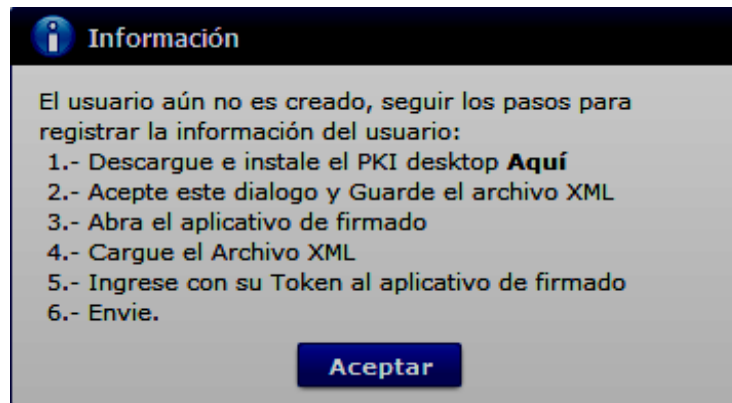 Información
El usuario aún no es creado, seguir los pasos para
registrar la información del usuario:
1.- Descargue e instale el PKI desktop Aquí
2.- Acepte este dialogo y Guarde el archivo XML
3.- Abra el aplicativo de firmado
4.- Cargue el Archivo XML
5.- Ingrese con su Token al aplicativo de firmado
6.- Envie.
Aceptar